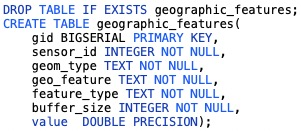 DROP TABLE IF EXISTS geographic_features;
CREATE TABLE geographic_features(
    gid BIGSERIAL PRIMARY KEY,
    sensor_id INTEGER NOT NULL,
    geom_type TEXT NOT NULL,
    geo_feature TEXT NOT NULL,
    feature_type TEXT NOT NULL,
    buffer_size INTEGER NOT NULL,
    value  DOUBLE PRECISION);